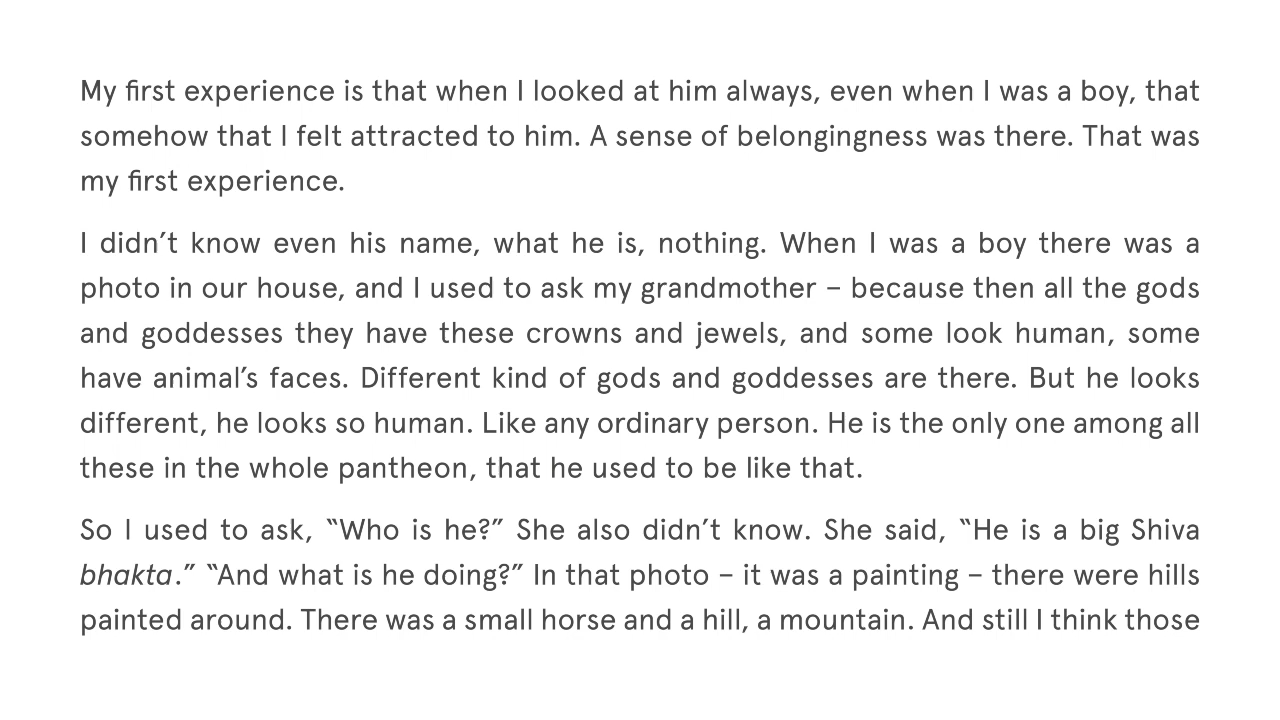 My first experience is that when I looked at him always, even when I was a boy, that
somehow that I felt attracted to him. A sense of belongingness was there. That was
my first experience.
I didn’t know even his name, what he is, nothing. When I was a boy there was a
photo in our house, and I used to ask my grandmother – because then all the gods
and goddesses they have these crowns and jewels, and some look human, some
have animal’s faces. Different kind of gods and goddesses are there. But he looks
different, he looks so human. Like any ordinary person. He is the only one among all
these in the whole pantheon, that he used to be like that.
So I used to ask, “Who is he?” She also didn’t know. She said, “He is a big Shiva
bhakta.” “And what is he doing?” In that photo – it was a painting – there were hills
painted around. There was a small horse and a hill, a mountain. And still I think those